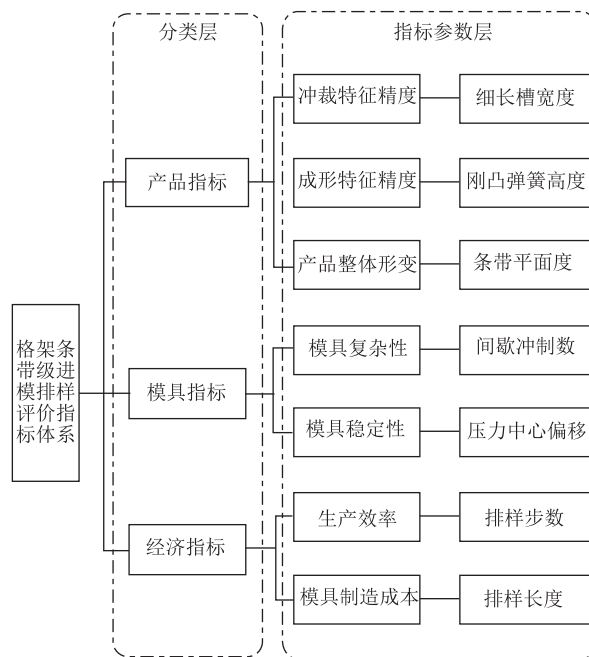 分类层
指标参数层
格架条
带级进
模排样
评价指
标体系
产品指标
冲裁特征精度
细长槽宽度
成形特征精度
刚凸弹簧高度
产品整体形变
条带平面度
模具指标
模具复杂性
间歇冲制数
模具稳定性
压力中心偏移
经济指标
生产效率
排样步数
模具制造成本
排样长度